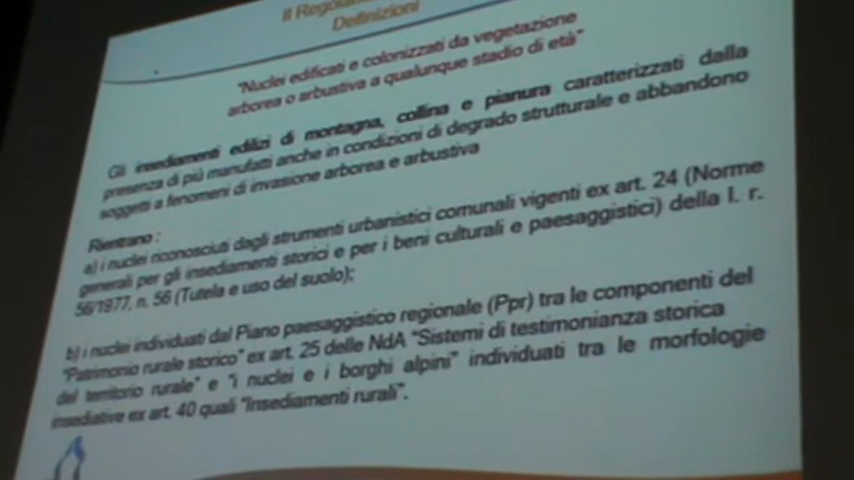 Il
Definizioni
"Nuclei edificati e colonizzati da vegetazione
arborea o arbustiva a qualunque stadio di età"
Gli insediamenti edilizi di montagna, collina e pianura caratterizzati dalla
presenza di più manufatti anche in condizioni di degrado strutturale e abbandono
soggetti a fenomeni di invasione arborea e arbustiva
Rientrano :
a) i nuclei riconosciuti dagli strumenti urbanistici comunali vigenti ex art. 24 (Norme
generali per gli insediamenti storici e per i beni culturali e paesaggistici) della l. r.
56/1977, n. 56 (Tutela e uso del suolo);
b) i nuclei individuati dal Piano paesaggistico regionale (Ppr) tra le componenti del
"Patrimonio rurale storico" ex art. 25 delle NdA "Sistemi di testimonianza storica
del territorio rurale" e "i nuclei e i borghi alpini" individuati tra le morfologie
insediative ex art. 40 quali "Insediamenti rurali".